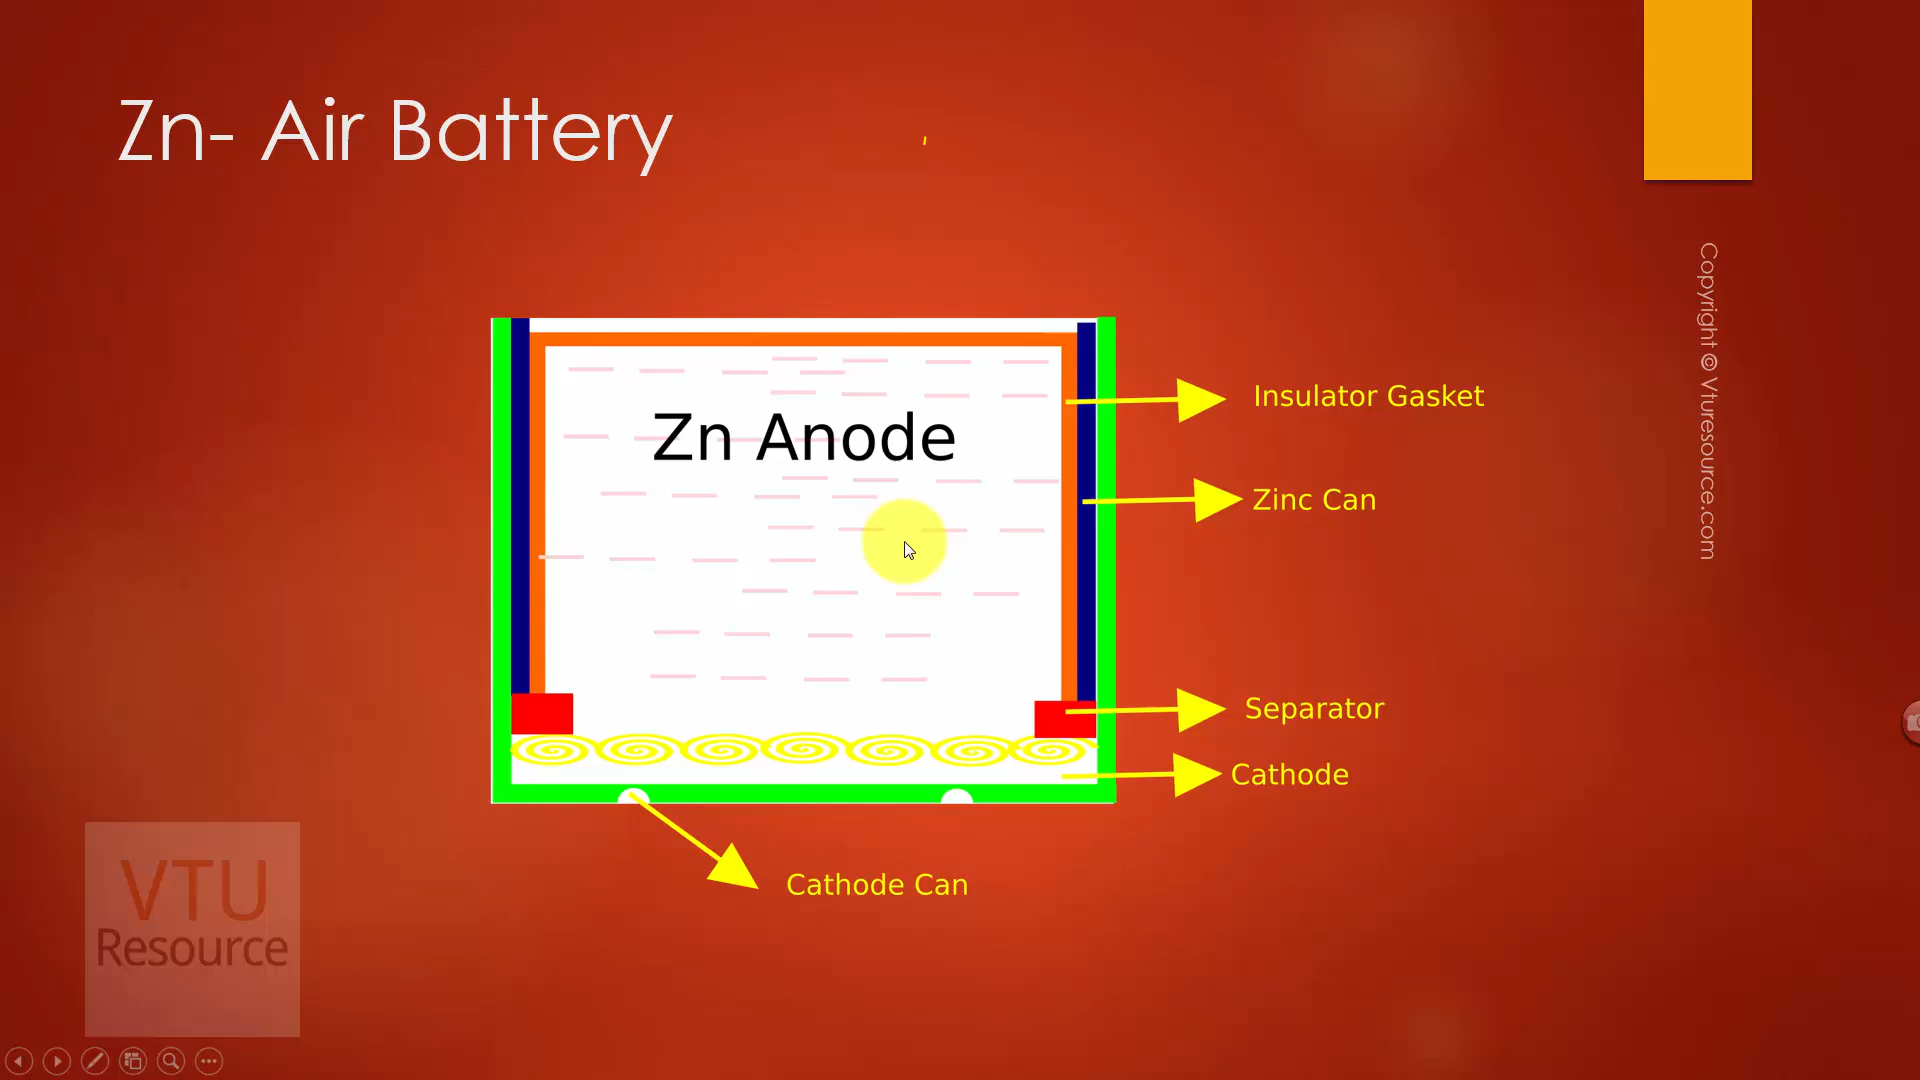 Zn- Air Battery
Copyright © Vturesource.com
Zn Anode
Insulator Gasket
Zinc Can
Separator
Cathode
Cathode Can
VTU
Resource